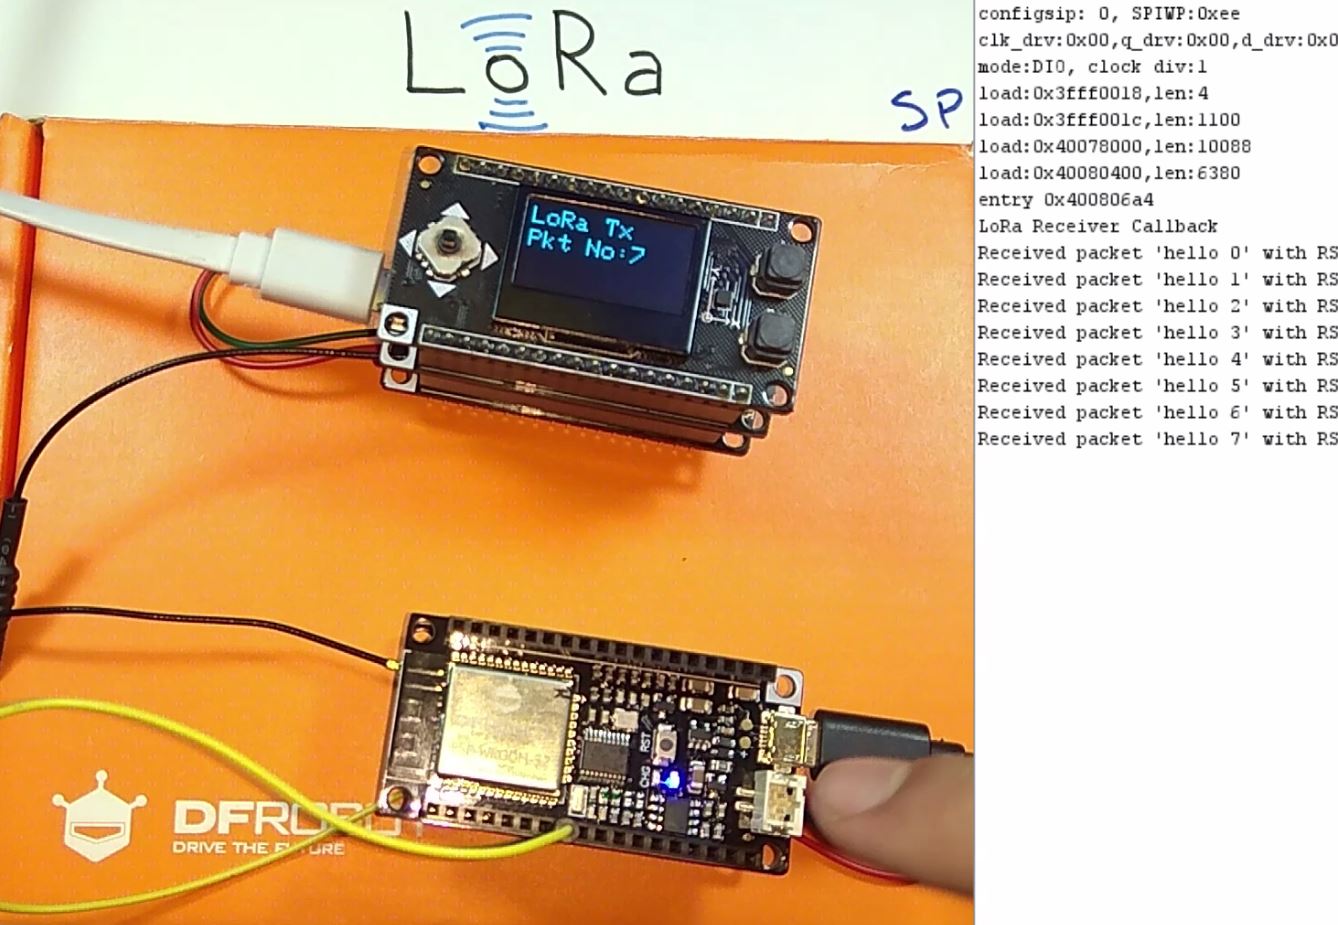 LoRa
SP
LoRa Tx
Pkt No:7
RST
CHG
DFROBOT
DRIVE THE FUTURE
configsip: 0, SPIWP:0xee
clk_drv:0x00,q_drv:0x00,d_drv:0x0
mode:DIO, clock div:1
load:0x3fff0018,len:4
load:0x3fff001c,len:1100
load:0x40078000,len:10088
load:0x40080400,len:6380
entry 0x400806a4
LoRa Receiver Callback
Received packet 'hello 0' with RS
Received packet 'hello 1' with RS
Received packet 'hello 2' with RS
Received packet 'hello 3' with RS
Received packet 'hello 4' with RS
Received packet 'hello 5' with RS
Received packet 'hello 6' with RS
Received packet 'hello 7' with RS